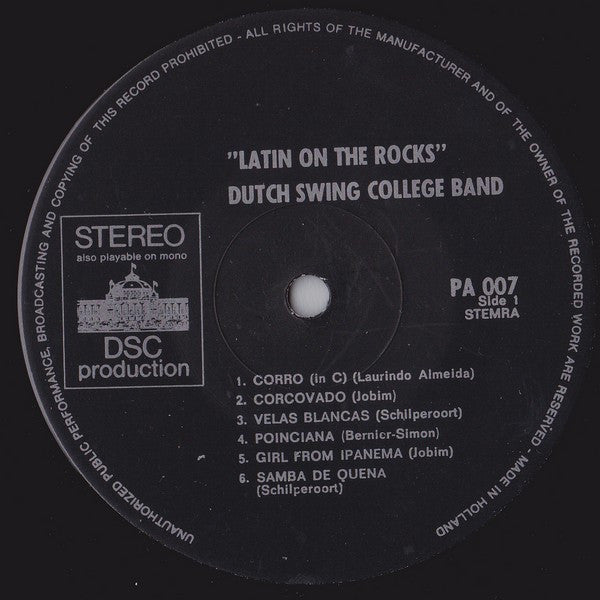 UNAUTHORIZED PUBLIC PERFORMANCE, BROADCASTING AND COPYING OF THIS RECORD PROHIBITED - ALL RIGHTS OF THE MANUFACTURER AND OF THE OWNER OF THE RECORDED WORK ARE RESERVED - MADE IN HOLLAND
"LATIN ON THE ROCKS"
DUTCH SWING COLLEGE BAND
STEREO
also playable on mono
DSC
production
PA 007
Side 1
STEMRA
1. CORRO (in C) (Laurindo Almeida)
2. CORCOVADO (Jobim)
3. VELAS BLANCAS (Schilperoort)
4. POINCIANA (Bernier-Simon)
5. GIRL FROM IPANEMA (Jobim)
6. SAMBA DE QUENA
(Schilperoort)